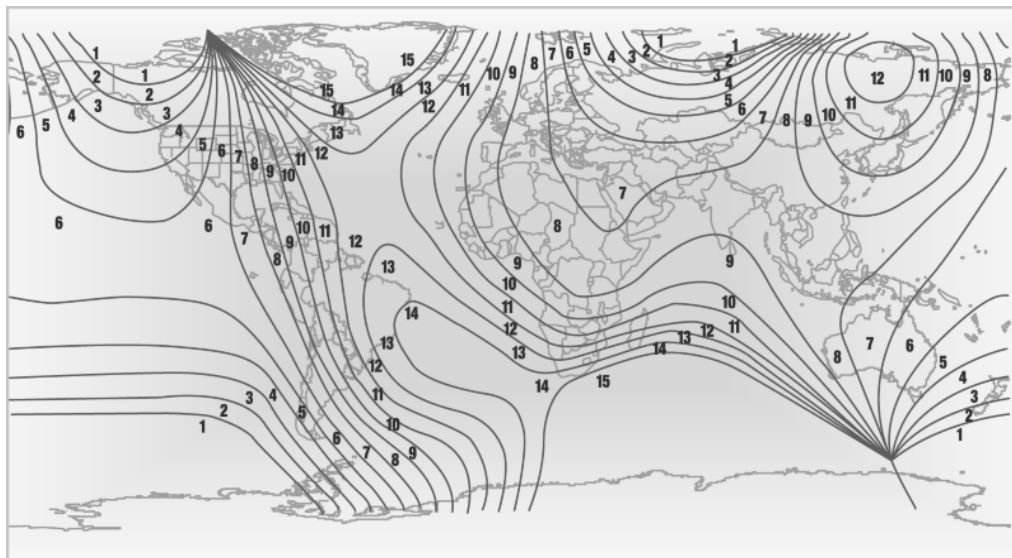 1 15 7 6 4 3 2 1 1
8 2
2 1 10 9 5 3 12 11 10 9 8
2 15 14 13 11 4
3 14 12 5 6 11
5 4 3 7 8 9 10
6 4 13
5 6 7 12
8 11
9 10
7
6 6 10 11 8
7 9 12
8 13 9 9
10
14 11 10
12 13 12 11
13 13 14 8 7 6
12 5
14 15 4
3 4 11 3
2 5 2
1 10 1
6
7 9
8